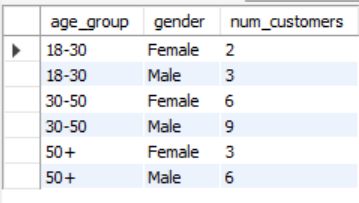 age_group gender num_customers
18-30 Female 2
18-30 Male 3
30-50 Female 6
30-50 Male 9
50+ Female 3
50+ Male 6